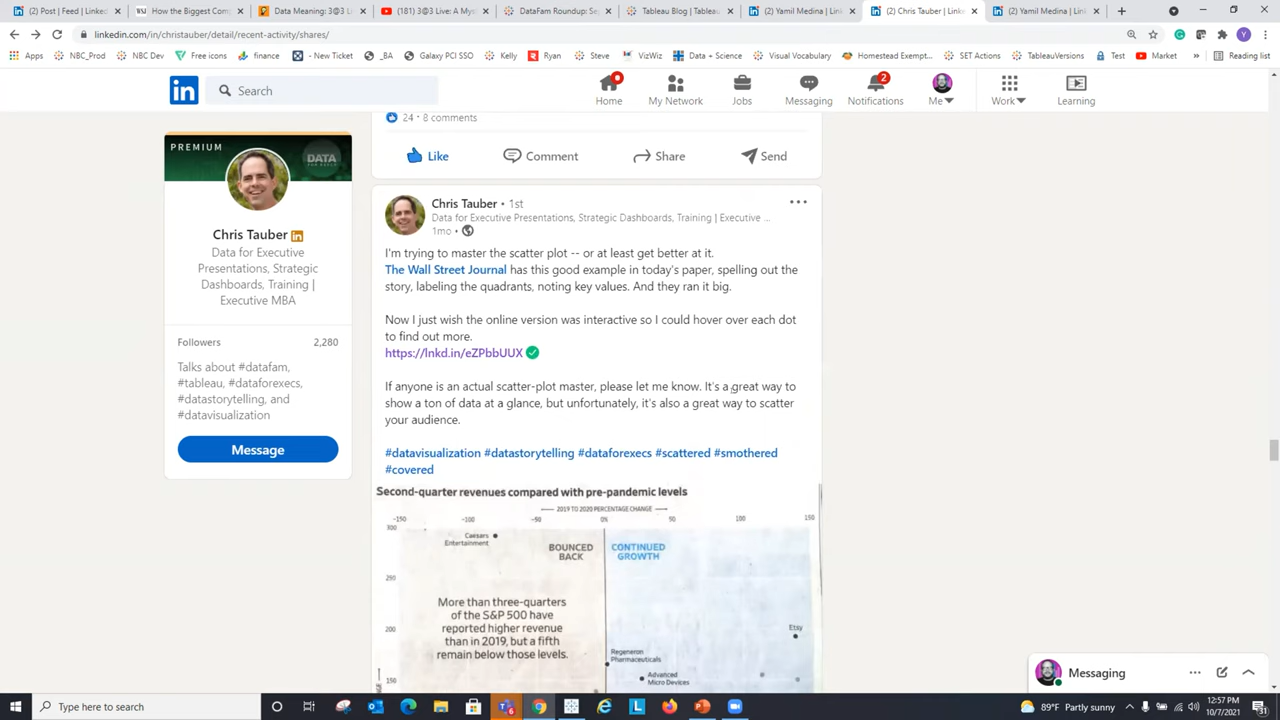 (2) Post | Feed | Linked
How the Biggest Com
Data Meaning: 3@3 Li
(181) 3@3 Live: A Mys
DataFam Roundup: Se
Tableau Blog | Tableau
(2) Yamil Medina | Link
(2) Chris Tauber | Linke
(2) Yamil Medina | Link
linkedin.com/in/christauber/detail/recent-activity/shares/
Apps
NBC_Prod
NBC Dev
Free icons
finance
- New Ticket
_BA
Galaxy PCI SSO
Kelly
Ryan
Steve
VizWiz
Data + Science
Visual Vocabulary
Homestead Exempt...
SET Actions
TableauVersions
Test
Market
»
Reading list
Search
Home
My Network
Jobs
Messaging
2
Notifications
Me
Work
Learning
PREMIUM
DATA
Chris Tauber
Data for Executive
Presentations, Strategic
Dashboards, Training |
Executive MBA
Followers 2,280
Talks about #datafam,
#tableau, #dataforexecs,
#datastorytelling, and
#datavisualization
Message
24 · 8 comments
Like
Comment
Share
Send
Chris Tauber • 1st
Data for Executive Presentations, Strategic Dashboards, Training | Executive ...
1mo •
I'm trying to master the scatter plot -- or at least get better at it.
The Wall Street Journal has this good example in today's paper, spelling out the
story, labeling the quadrants, noting key values. And they ran it big.
Now I just wish the online version was interactive so I could hover over each dot
to find out more.
https://lnkd.in/eZPbbUUX
If anyone is an actual scatter-plot master, please let me know. It's a great way to
show a ton of data at a glance, but unfortunately, it's also a great way to scatter
your audience.
#datavisualization #datastorytelling #dataforexecs #scattered #smothered
#covered
Second-quarter revenues compared with pre-pandemic levels
2019 TO 2020 PERCENTAGE CHANGE
-150 -100 -50 0% 50 100 150
300
Caesars
Entertainment
BOUNCED
BACK
CONTINUED
GROWTH
More than three-quarters
of the S&P 500 have
reported higher revenue
than in 2019, but a fifth
remain below those levels.
200
Etsy
Regeneron
Pharmaceuticals
Advanced
Micro Devices
150
Messaging
Type here to search
89°F Partly sunny
12:57 PM
10/7/2021